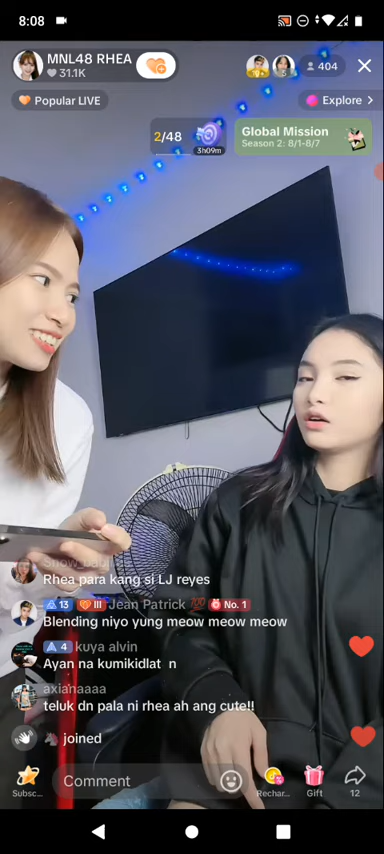 8:08
MNL48 RHEA
31.1K
404
Popular LIVE
Explore >
2/48
3h09m
Global Mission
Season 2: 8/1-8/7
Rhea para kang si LJ reyes
13 III Jean Patrick 💯 No. 1
Blending niyo yung meow meow meow
4 kuya alvin
Ayan na kumikidlat n
axianaaaa
teluk dn pala ni rhea ah ang cute!!
joined
Subsc...
Comment
Rechar...
Gift
12